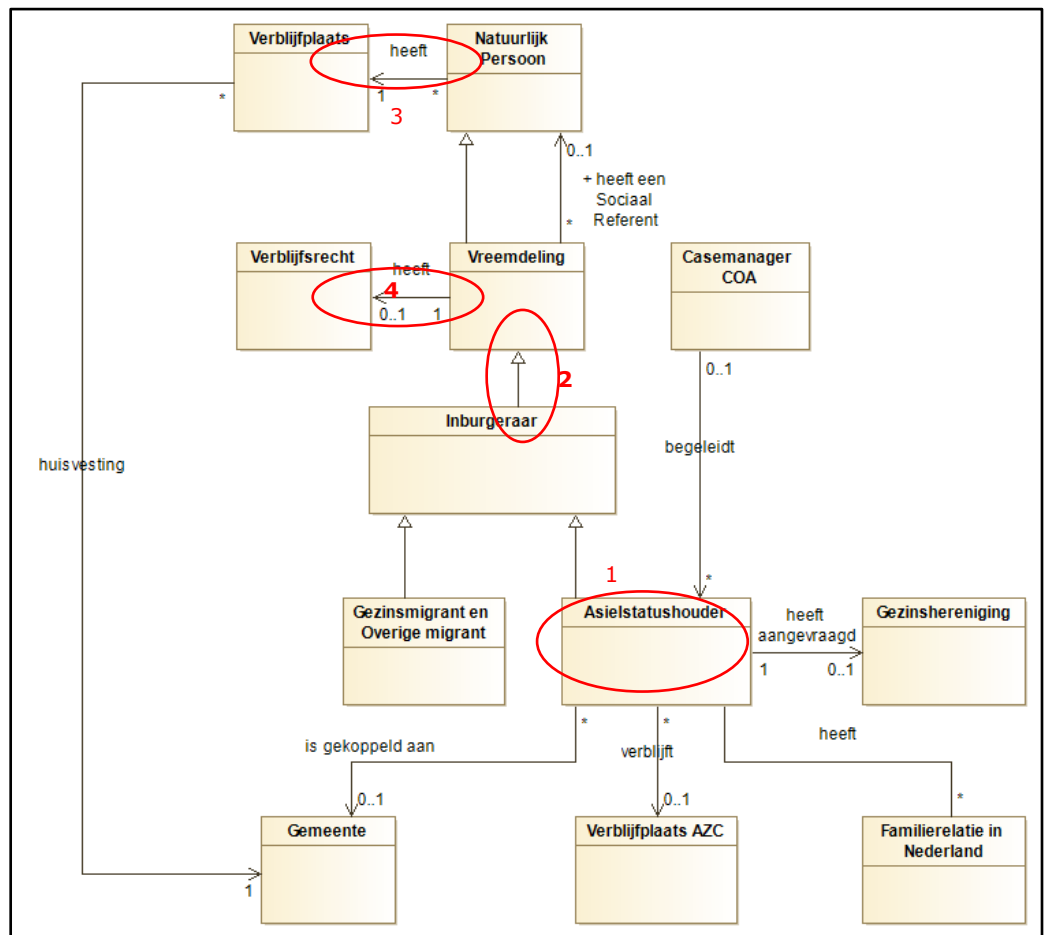 Verblijfplaats
heeft
Natuurlijk
Persoon
*
1
*
3
0..1
+ heeft een
Sociaal
Referent
*
Verblijfsrecht
heeft
4
0..1
1
Vreemdeling
Casemanager
COA
0..1
2
Inburgeraar
begeleidt
huisvesting
1
*
Gezinsmigrant en
Overige migrant
Asielstatushouder
heeft
aangevraagd
1
0..1
Gezinshereniging
*
*
is gekoppeld aan
verblijft
heeft
0..1
0..1
*
Gemeente
1
Verblijfplaats AZC
Familierelatie in
Nederland